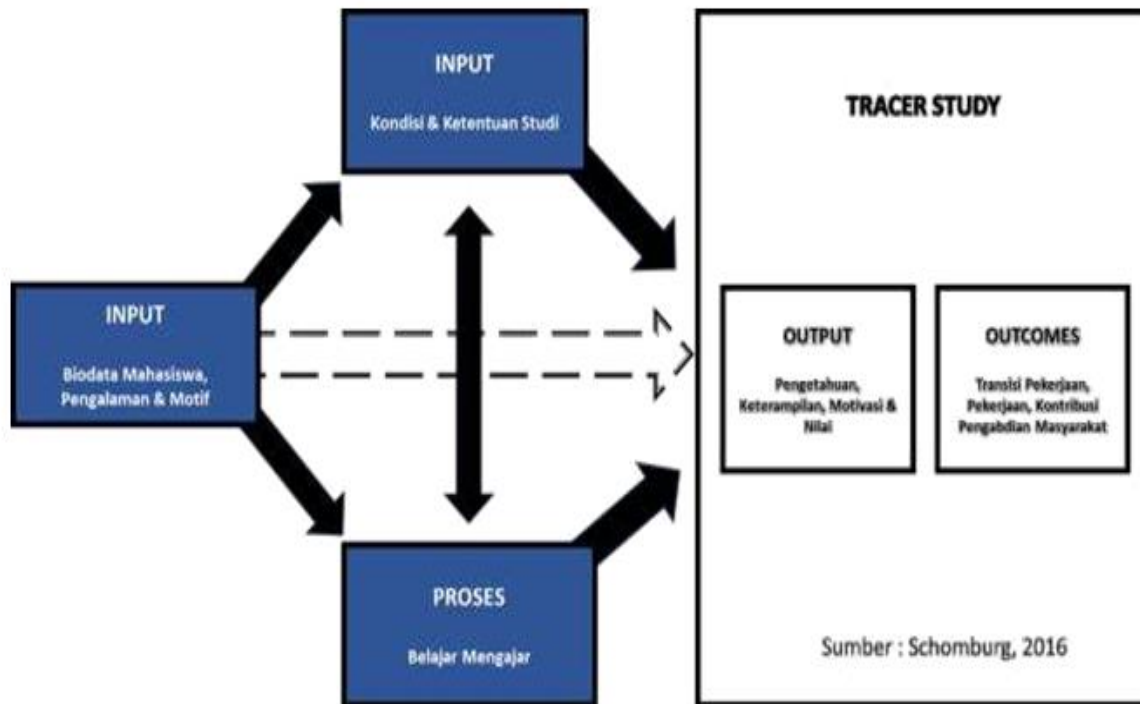 INPUT
Kondisi & Ketentuan Studi
TRACER STUDY
INPUT
Biodata Mahasiswa,
Pengalaman & Motif
OUTPUT
Pengetahuan,
Keterampilan, Motivasi &
Nilai
OUTCOMES
Transisi Pekerjaan,
Pekerjaan, Kontribusi
Pengabdian Masyarakat
PROSES
Belajar Mengajar
Sumber : Schomburg, 2016